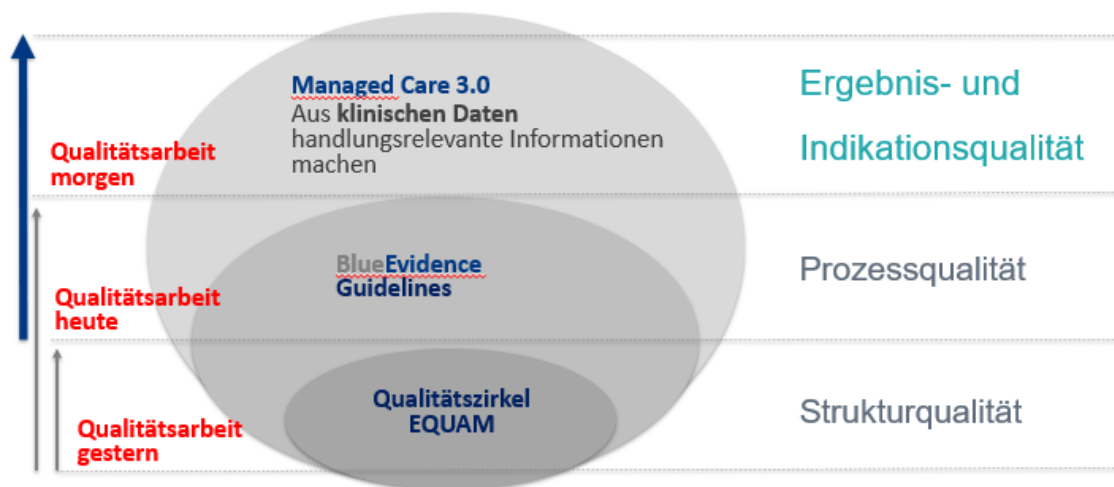 Managed Care 3.0
Aus klinischen Daten
handlungsrelevante Informationen
machen
Ergebnis- und
Indikationsqualität
Qualitätsarbeit
morgen
BlueEvidence
Guidelines
Prozessqualität
Qualitätsarbeit
heute
Qualitätszirkel
EQUAM
Strukturqualität
Qualitätsarbeit
gestern